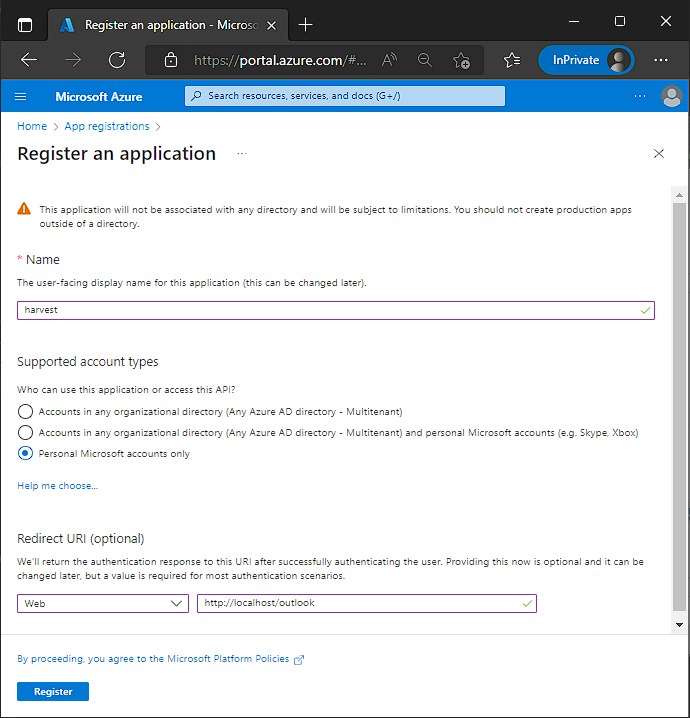 Register an application - Microso
https://portal.azure.com/#...
InPrivate
Microsoft Azure
Search resources, services, and docs (G+/)
Home > App registrations >
Register an application
This application will not be associated with any directory and will be subject to limitations. You should not create production apps
outside of a directory.
* Name
The user-facing display name for this application (this can be changed later).
harvest
Supported account types
Who can use this application or access this API?
Accounts in any organizational directory (Any Azure AD directory - Multitenant)
Accounts in any organizational directory (Any Azure AD directory - Multitenant) and personal Microsoft accounts (e.g. Skype, Xbox)
Personal Microsoft accounts only
Help me choose...
Redirect URI (optional)
We'll return the authentication response to this URI after successfully authenticating the user. Providing this now is optional and it can be
changed later, but a value is required for most authentication scenarios.
Web
http://localhost/outlook
By proceeding, you agree to the Microsoft Platform Policies
Register